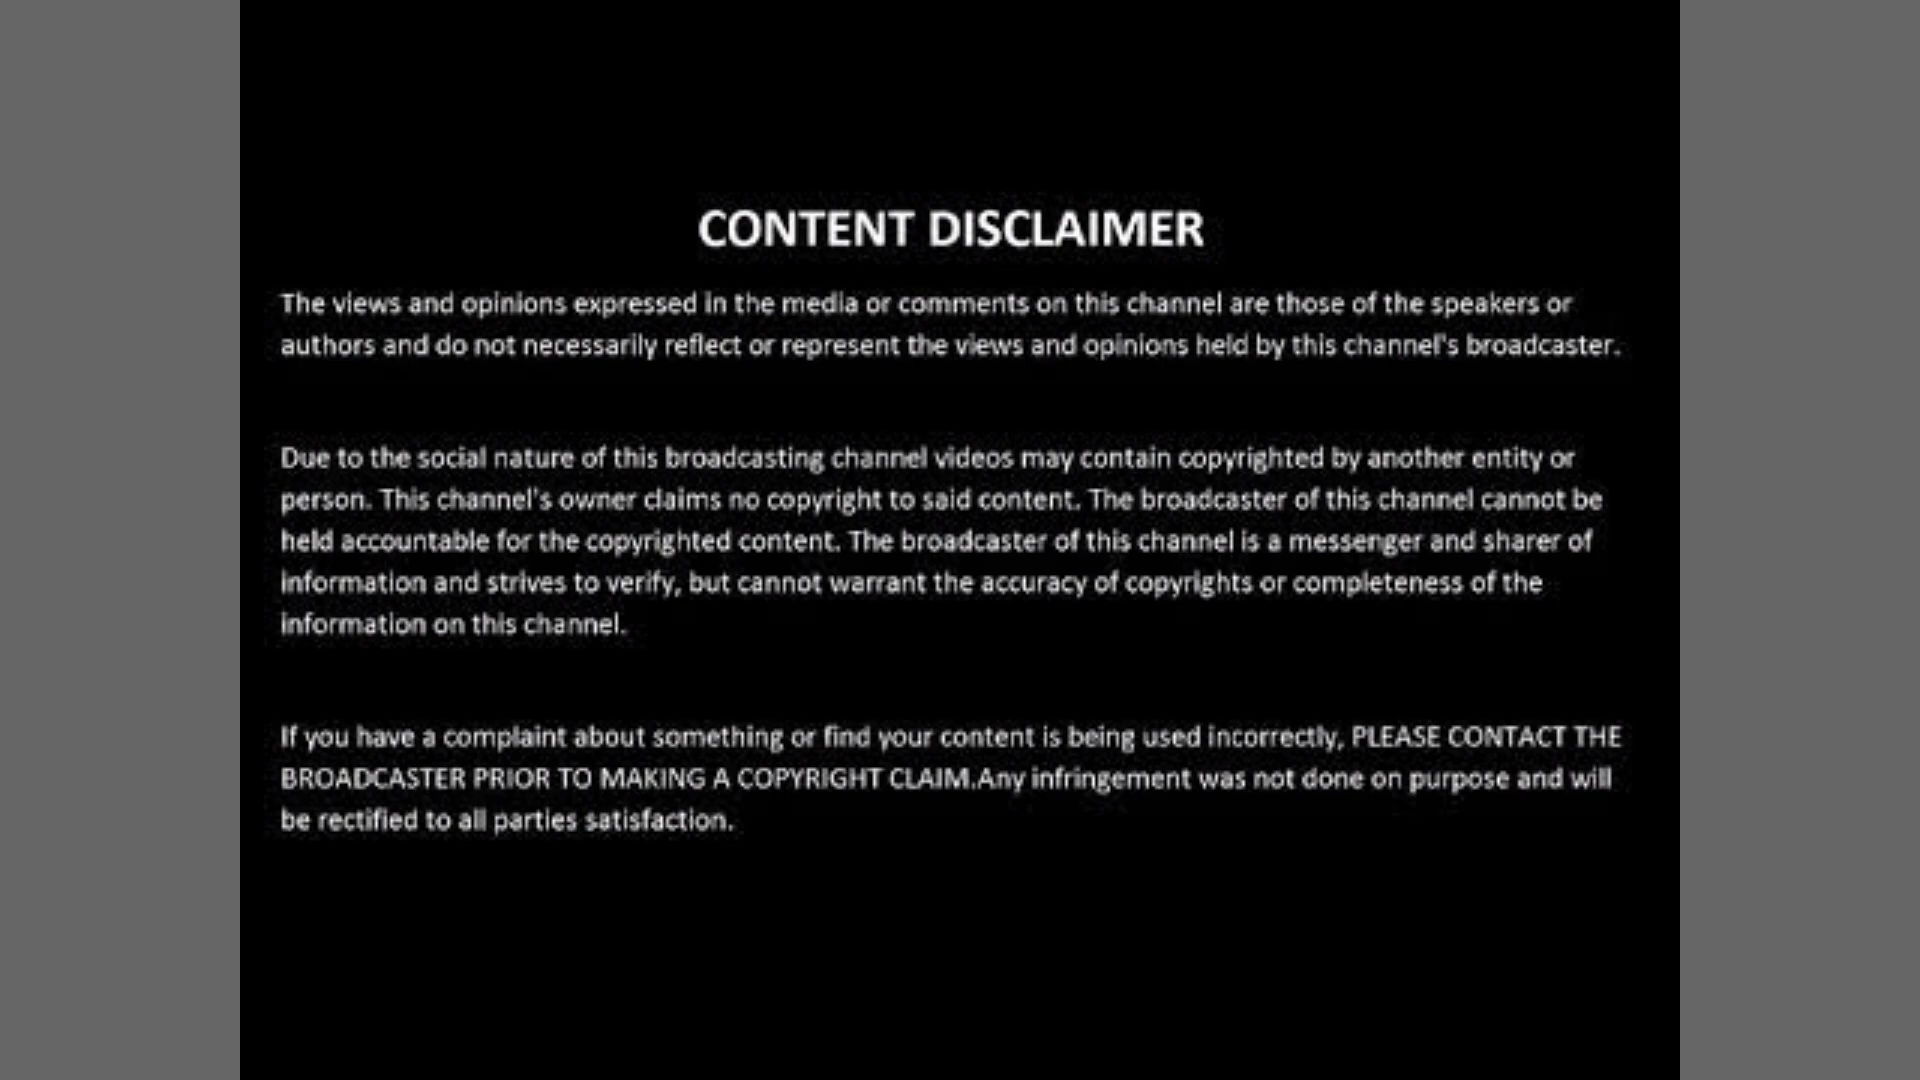 CONTENT DISCLAIMER
The views and opinions expressed in the media or comments on this channel are those of the speakers or
authors and do not necessarily reflect or represent the views and opinions held by this channel's broadcaster.
Due to the social nature of this broadcasting channel videos may contain copyrighted by another entity or
person. This channel's owner claims no copyright to said content. The broadcaster of this channel cannot be
held accountable for the copyrighted content. The broadcaster of this channel is a messenger and sharer of
information and strives to verify, but cannot warrant the accuracy of copyrights or completeness of the
information on this channel.
If you have a complaint about something or find your content is being used incorrectly, PLEASE CONTACT THE
BROADCASTER PRIOR TO MAKING A COPYRIGHT CLAIM.Any infringement was not done on purpose and will
be rectified to all parties satisfaction.